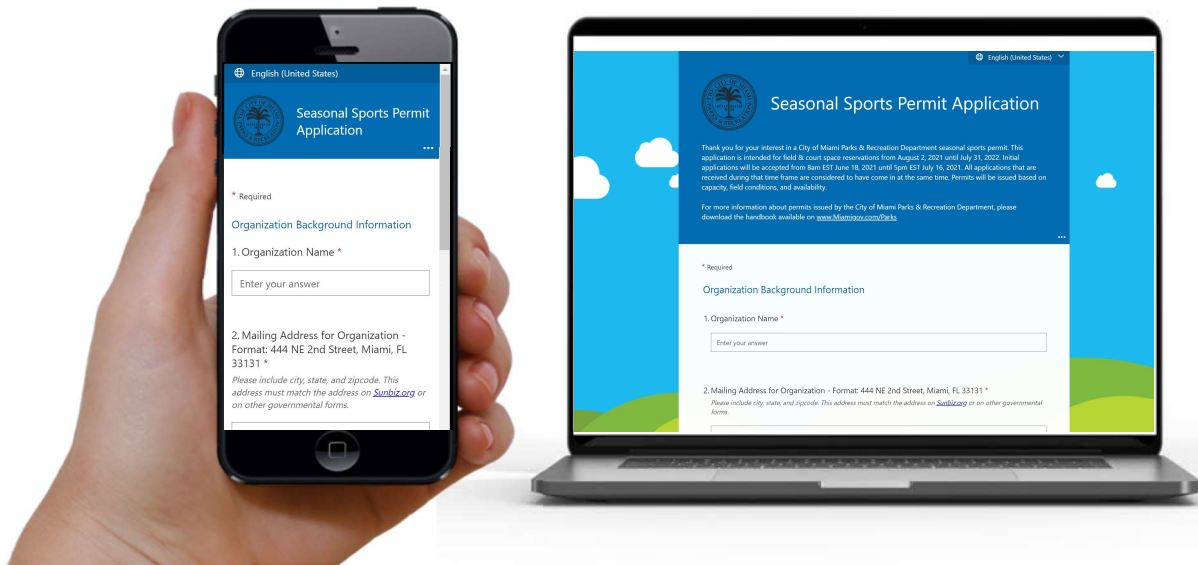 English (United States)
Seasonal Sports Permit
Application
...
* Required
Organization Background Information
1. Organization Name *
Enter your answer
2. Mailing Address for Organization -
Format: 444 NE 2nd Street, Miami, FL
33131 *
Please include city, state, and zipcode. This
address must match the address on Sunbiz.org or
on other governmental forms.
English (United States)
THE CITY OF MIAMI
PARKS & RECREATION
Seasonal Sports Permit Application
Thank you for your interest in a City of Miami Parks & Recreation Department seasonal sports permit. This
application is intended for field & court space reservations from August 2, 2021 until July 31, 2022. Initial
applications will be accepted from 8am EST June 18, 2021 until 5pm EST July 16, 2021. All applications that are
received during that time frame are considered to have come in at the same time. Permits will be issued based on
capacity, field conditions, and availability.
For more information about permits issued by the City of Miami Parks & Recreation Department, please
download the handbook available on www.Miamigov.com/Parks
...
* Required
Organization Background Information
1. Organization Name *
Enter your answer
2. Mailing Address for Organization - Format: 444 NE 2nd Street, Miami, FL 33131 *
Please include city, state, and zipcode. This address must match the address on Sunbiz.org or on other governmental
forms.